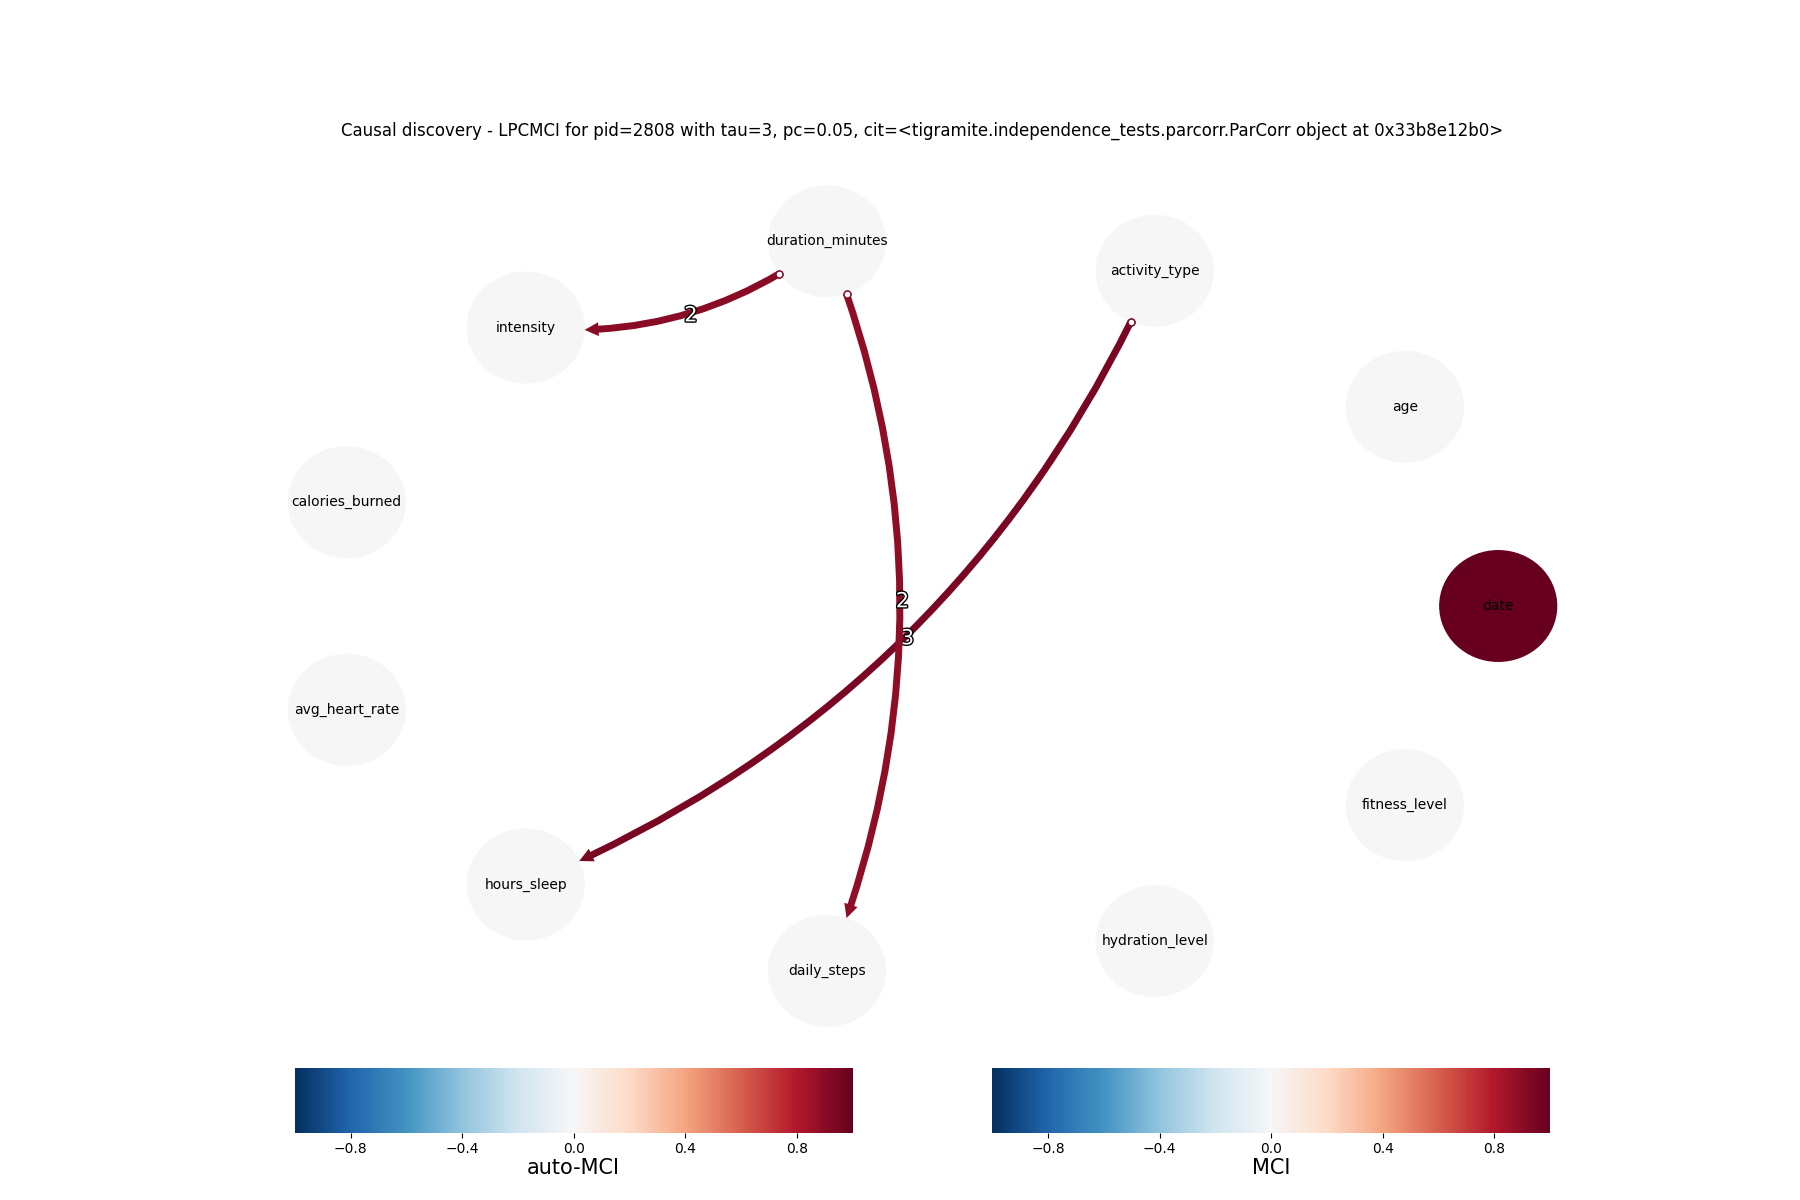 Causal discovery - LPCMCI for pid=2808 with tau=3, pc=0.05, cit=<tigramite.independence_tests.parcorr.ParCorr object at 0x33b8e12b0>
duration_minutes
activity_type
intensity
2
age
calories_burned
date
2
3
avg_heart_rate
fitness_level
hours_sleep
hydration_level
daily_steps
−0.8 −0.4 0.0 0.4 0.8
auto-MCI
−0.8 −0.4 0.0 0.4 0.8
MCI